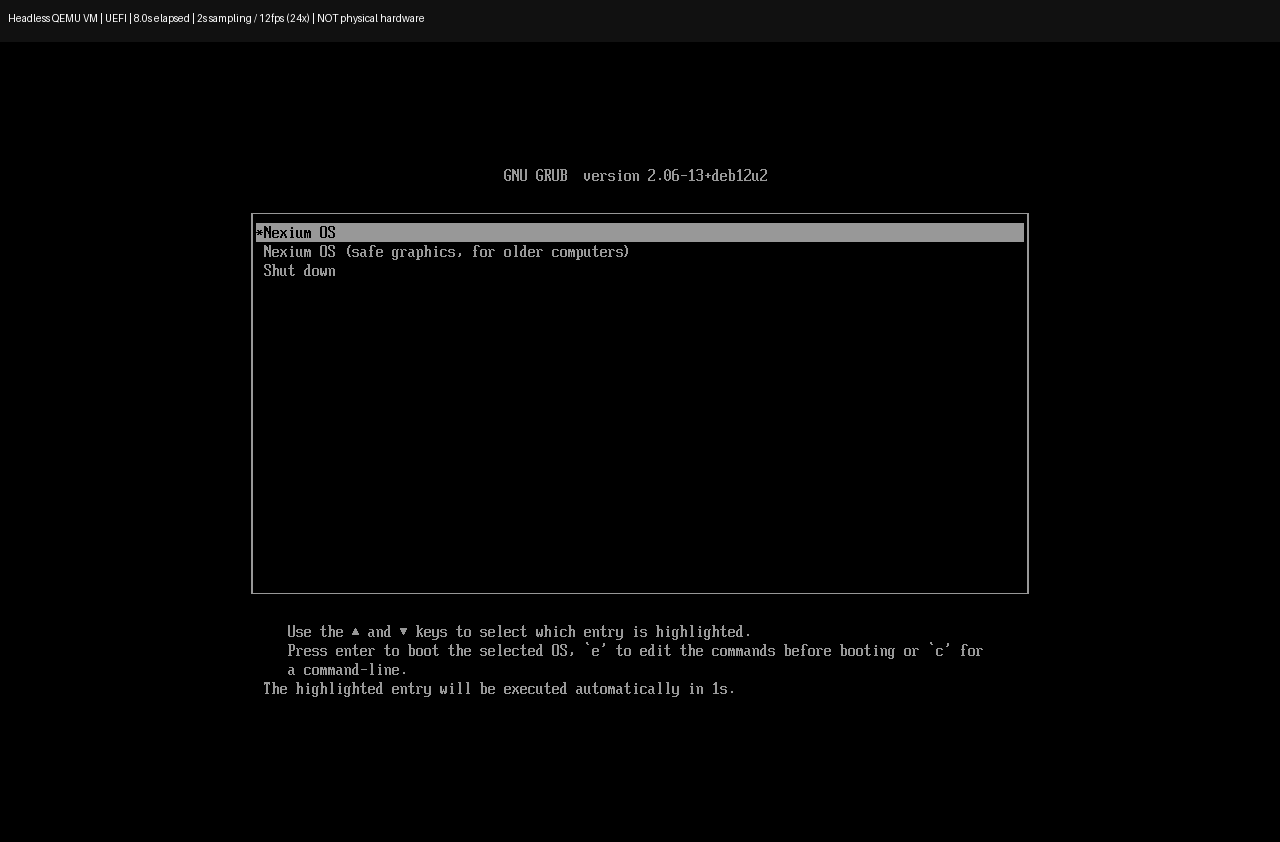 Headless QEMU VM | UEFI | 8.0s elapsed | 2s sampling / 12fps (24x) | NOT physical hardware
GNU GRUB  version 2.06-13+deb12u2
*Nexium OS
Nexium OS (safe graphics, for older computers)
Shut down
Use the ▲ and ▼ keys to select which entry is highlighted.
Press enter to boot the selected OS, `e' to edit the commands before booting or `c' for
a command-line.
The highlighted entry will be executed automatically in 1s.